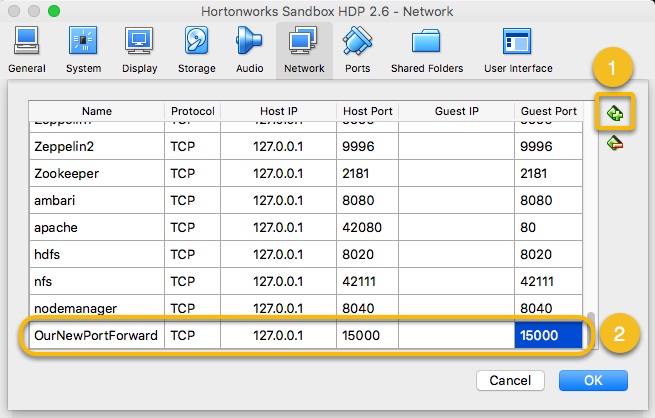 Hortonworks Sandbox HDP 2.6 - Network
General System Display Storage Audio Network Ports Shared Folders User Interface
1
Name Protocol Host IP Host Port Guest IP Guest Port
Zeppelin2 TCP 127.0.0.1 9996 9996
Zookeeper TCP 127.0.0.1 2181 2181
ambari TCP 127.0.0.1 8080 8080
apache TCP 127.0.0.1 42080 80
hdfs TCP 127.0.0.1 8020 8020
nfs TCP 127.0.0.1 42111 42111
nodemanager TCP 127.0.0.1 8040 8040
OurNewPortForward TCP 127.0.0.1 15000 15000 2
Cancel OK